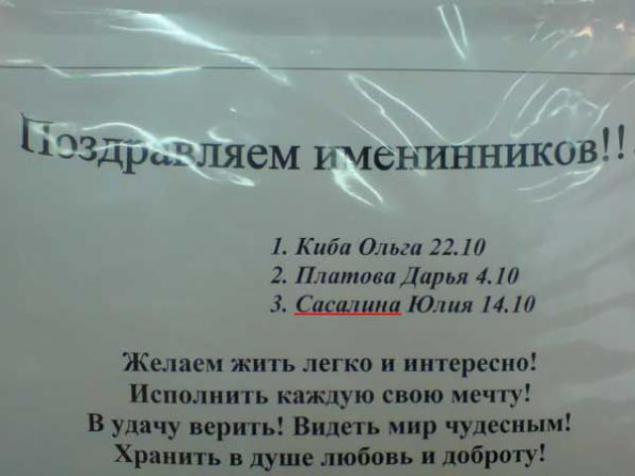 Поздравляем именинников!!
1. Киба Ольга 22.10
2. Платова Дарья 4.10
3. Сасалина Юлия 14.10
Желаем жить легко и интересно!
Исполнить каждую свою мечту!
В удачу верить! Видеть мир чудесным!
Хранить в душе любовь и доброту!